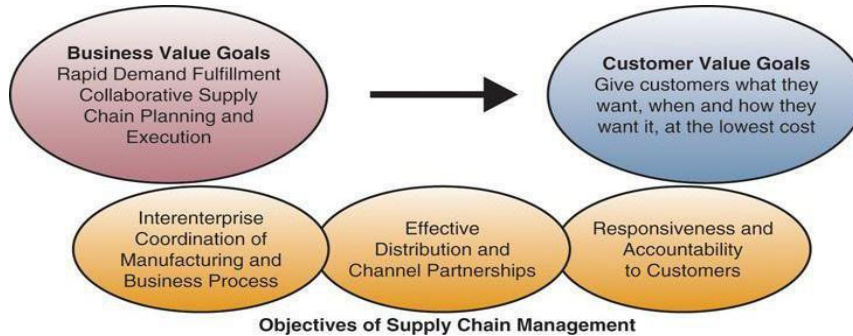 Business Value Goals
Rapid Demand Fulfillment
Collaborative Supply
Chain Planning and
Execution
Customer Value Goals
Give customers what they
want, when and how they
want it, at the lowest cost
Interenterprise
Coordination of
Manufacturing and
Business Process
Effective
Distribution and
Channel Partnerships
Responsiveness and
Accountability
to Customers
Objectives of Supply Chain Management